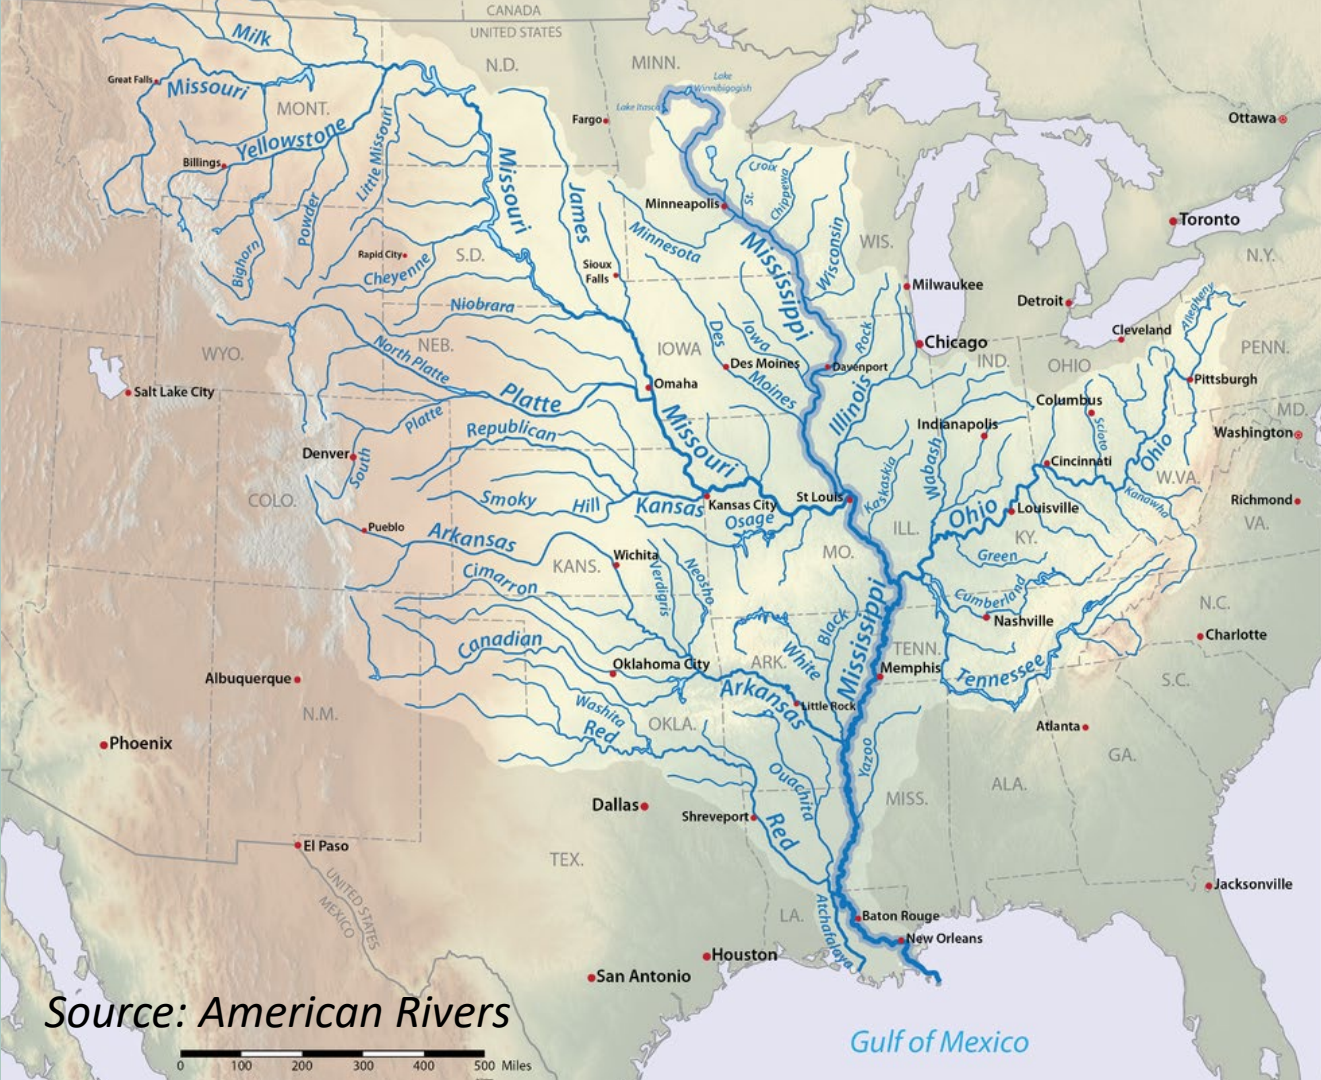 CANADA
UNITED STATES
Milk
N.D.
MINN.
Lake
Winnibigogish
Great Falls
Missouri
MONT.
Lake Itasca
Fargo
Ottawa
Yellowstone
Little Missouri
Billings
Missouri
James
Croix
St.
Chippewa
Minneapolis
Powder
Toronto
Minnesota
Mississippi
Wisconsin
WIS.
Bighorn
Rapid City
Cheyenne
S.D.
Sioux
Falls
N.Y.
Milwaukee
Detroit
Allegheny
Niobrara
Des
Iowa
Rock
Cleveland
WYO.
North Platte
NEB.
IOWA
Chicago
IND.
OHIO
PENN.
Des Moines
Davenport
Moines
Salt Lake City
Omaha
Pittsburgh
Platte
Platte
Illinois
Columbus
MD.
Republican
Missouri
Indianapolis
Scioto
Washington
Denver
South
Wabash
Cincinnati
Ohio
W.VA.
COLO.
Smoky
Hill
Kansas
Kansas City
St Louis
Kaskaskia
Kanawha
Richmond
Osage
Ohio
Louisville
VA.
Pueblo
Arkansas
ILL.
KY.
KANS.
Wichita
MO.
Green
Cimarron
Verdigris
Neosho
Cumberland
N.C.
Black
Mississippi
Nashville
Charlotte
Canadian
White
TENN.
Oklahoma City
ARK.
Memphis
Tennessee
Albuquerque
Arkansas
S.C.
N.M.
Washita
Red
OKLA.
Little Rock
Atlanta
Phoenix
Yazoo
GA.
Ouachita
ALA.
MISS.
Dallas
Shreveport
Red
El Paso
TEX.
UNITED STATES
MEXICO
Jacksonville
LA.
Atchafalaya
Baton Rouge
New Orleans
Houston
San Antonio
Source: American Rivers
Gulf of Mexico
0 100 200 300 400 500 Miles